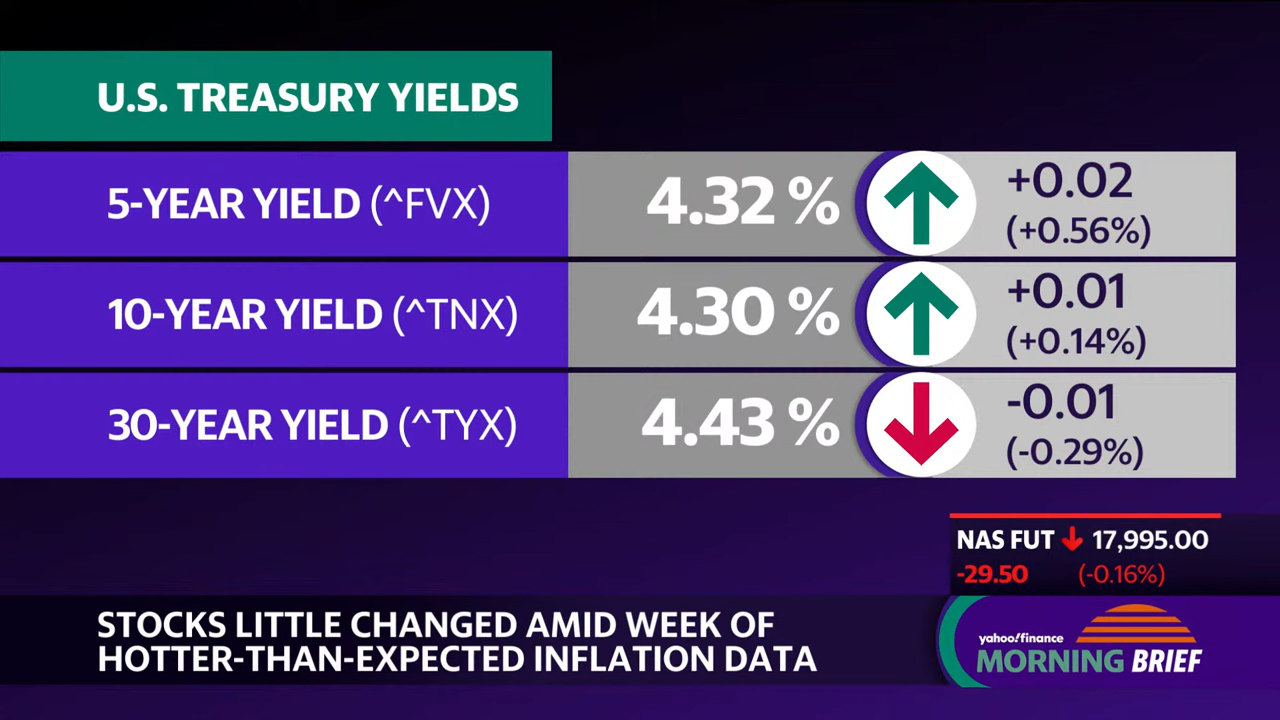 U.S. TREASURY YIELDS
5-YEAR YIELD (^FVX) 4.32 % +0.02
(+0.56%)
10-YEAR YIELD (^TNX) 4.30 % +0.01
(+0.14%)
30-YEAR YIELD (^TYX) 4.43 % -0.01
(-0.29%)
NAS FUT 17,995.00
-29.50 (-0.16%)
STOCKS LITTLE CHANGED AMID WEEK OF
HOTTER-THAN-EXPECTED INFLATION DATA
yahoo!finance
MORNING BRIEF